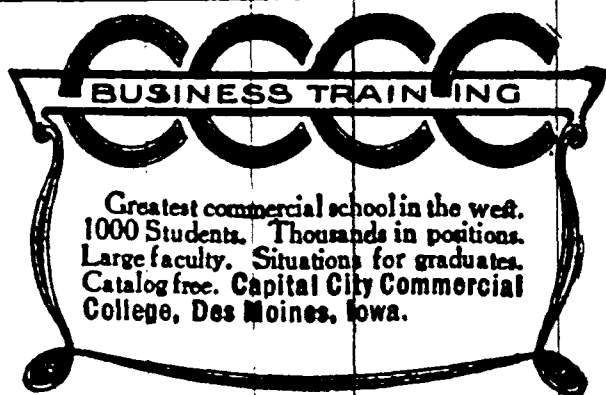 CCCC
BUSINESS TRAINING
Greatest commercial school in the west.
1000 Students. Thousands in positions.
Large faculty. Situations for graduates.
Catalog free. Capital City Commercial
College, Des Moines, Iowa.